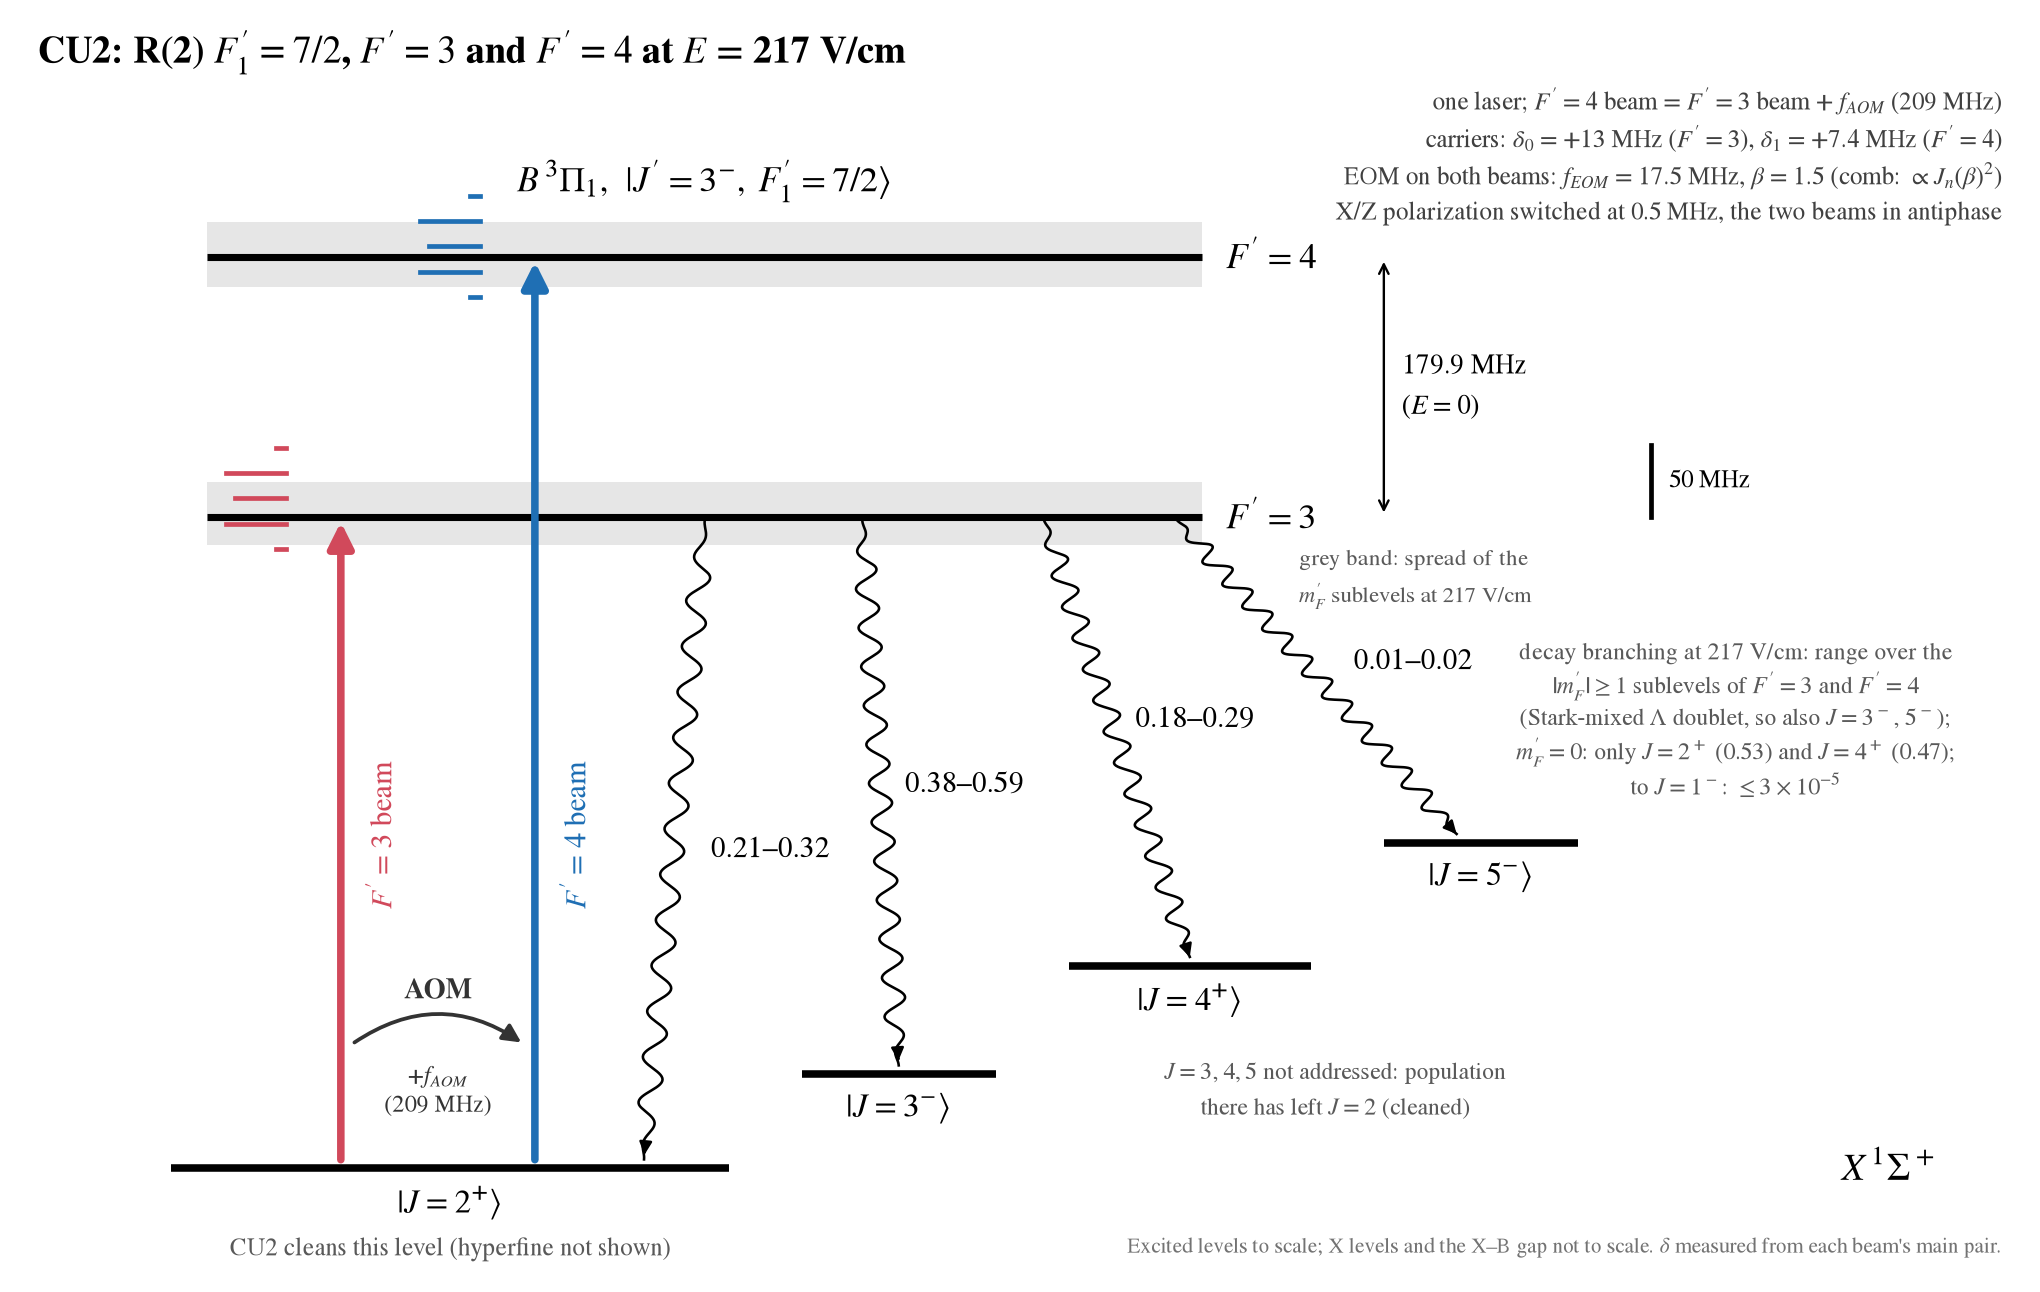 CU2: R(2) F₁′ = 7/2, F′ = 3 and F′ = 4 at E = 217 V/cm
one laser; F′ = 4 beam = F′ = 3 beam + f_AOM (209 MHz)
carriers: δ₀ = +13 MHz (F′ = 3), δ₁ = +7.4 MHz (F′ = 4)
EOM on both beams: f_EOM = 17.5 MHz, β = 1.5 (comb: ∝ Jₙ(β)²)
X/Z polarization switched at 0.5 MHz, the two beams in antiphase
B ³Π₁, |J′ = 3⁻, F₁′ = 7/2⟩
F′ = 4
179.9 MHz
(E = 0)
50 MHz
F′ = 3
grey band: spread of the
m_F′ sublevels at 217 V/cm
decay branching at 217 V/cm: range over the
|m_F′| ≥ 1 sublevels of F′ = 3 and F′ = 4
(Stark-mixed Λ doublet, so also J = 3⁻, 5⁻);
m_F′ = 0: only J = 2⁺ (0.53) and J = 4⁺ (0.47);
to J = 1⁻: ≤ 3 × 10⁻⁵
0.01–0.02
0.18–0.29
0.38–0.59
0.21–0.32
F′ = 3 beam
F′ = 4 beam
|J = 5⁻⟩
AOM
+f_AOM
(209 MHz)
|J = 4⁺⟩
|J = 3⁻⟩
J = 3, 4, 5 not addressed: population
there has left J = 2 (cleaned)
X ¹Σ⁺
|J = 2⁺⟩
CU2 cleans this level (hyperfine not shown)
Excited levels to scale; X levels and the X–B gap not to scale. δ measured from each beam's main pair.